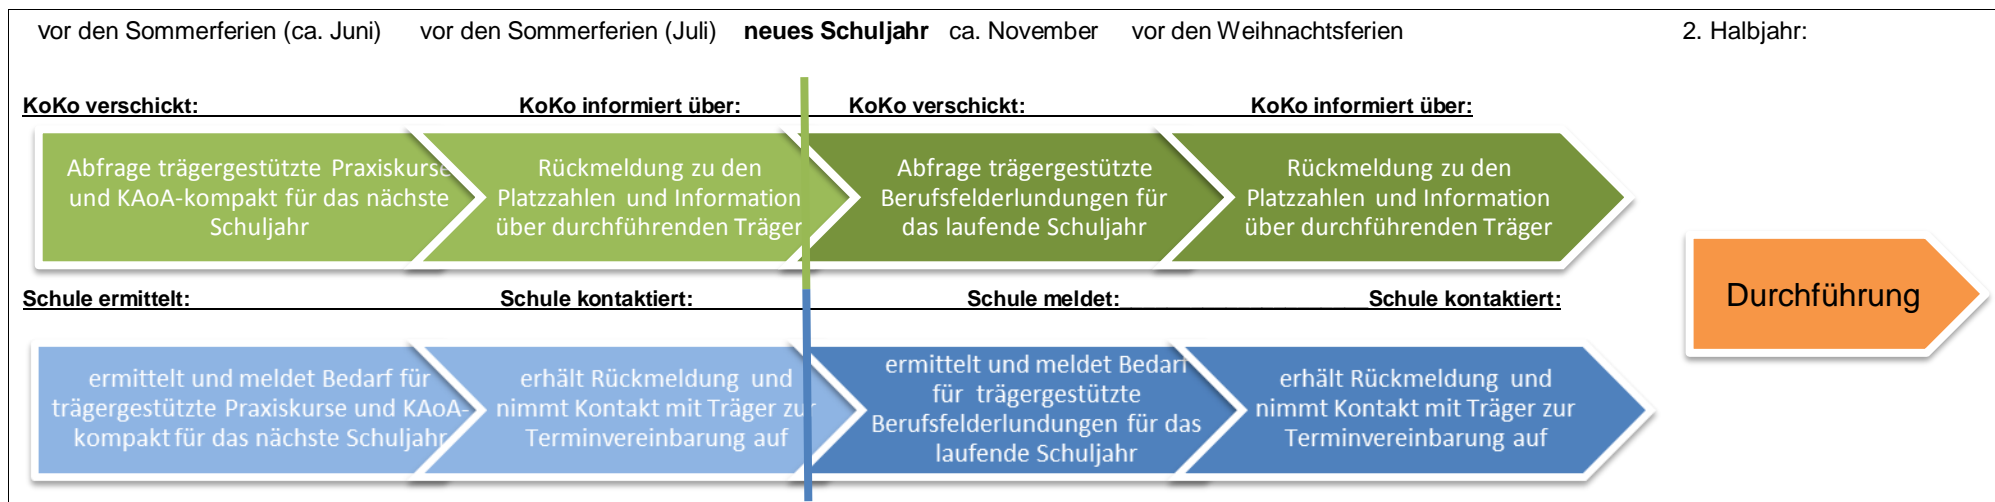 vor den Sommerferien (ca. Juni) vor den Sommerferien (Juli) neues Schuljahr ca. November vor den Weihnachtsferien 2. Halbjahr:
KoKo verschickt: KoKo informiert über: KoKo verschickt: KoKo informiert über:
Abfrage trägergestützte Praxiskurse
und KAoA-kompakt für das nächste
Schuljahr
Rückmeldung zu den
Platzzahlen und Information
über durchführenden Träger
Abfrage trägergestützte
Berufsfelderlundungen für
das laufende Schuljahr
Rückmeldung zu den
Platzzahlen und Information
über durchführenden Träger
Durchführung
Schule ermittelt: Schule kontaktiert: Schule meldet: Schule kontaktiert:
ermittelt und meldet Bedarf für
trägergestützte Praxiskurse und KAoA-
kompakt für das nächste Schuljahr
erhält Rückmeldung und
nimmt Kontakt mit Träger zur
Terminvereinbarung auf
ermittelt und meldet Bedarf
für trägergestützte
Berufsfelderlundungen für das
laufende Schuljahr
erhält Rückmeldung und
nimmt Kontakt mit Träger zur
Terminvereinbarung auf